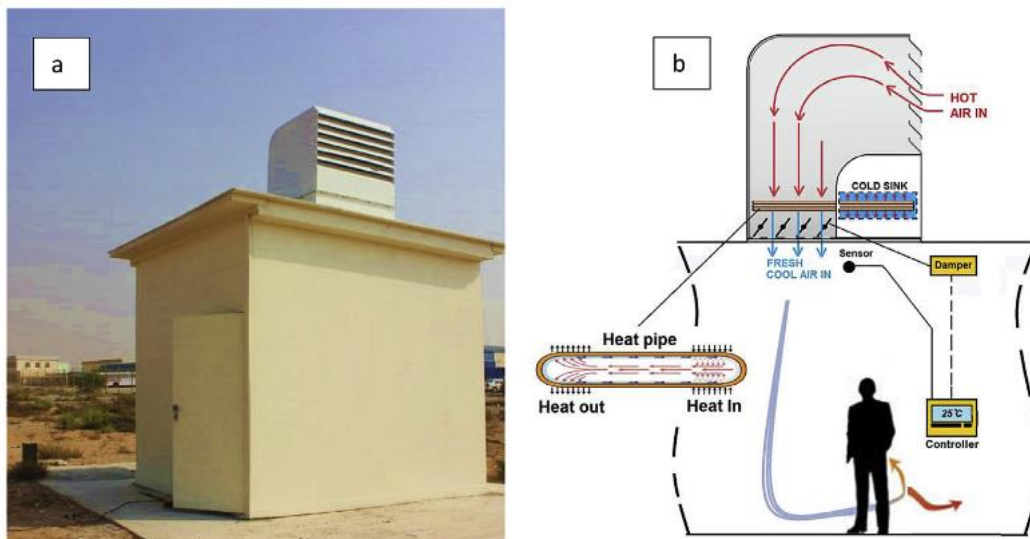 a
b
HOT
AIR IN
COLD SINK
FRESH
COOL AIR IN
Sensor
Damper
Heat pipe
Heat out
Heat In
25°C
Controller